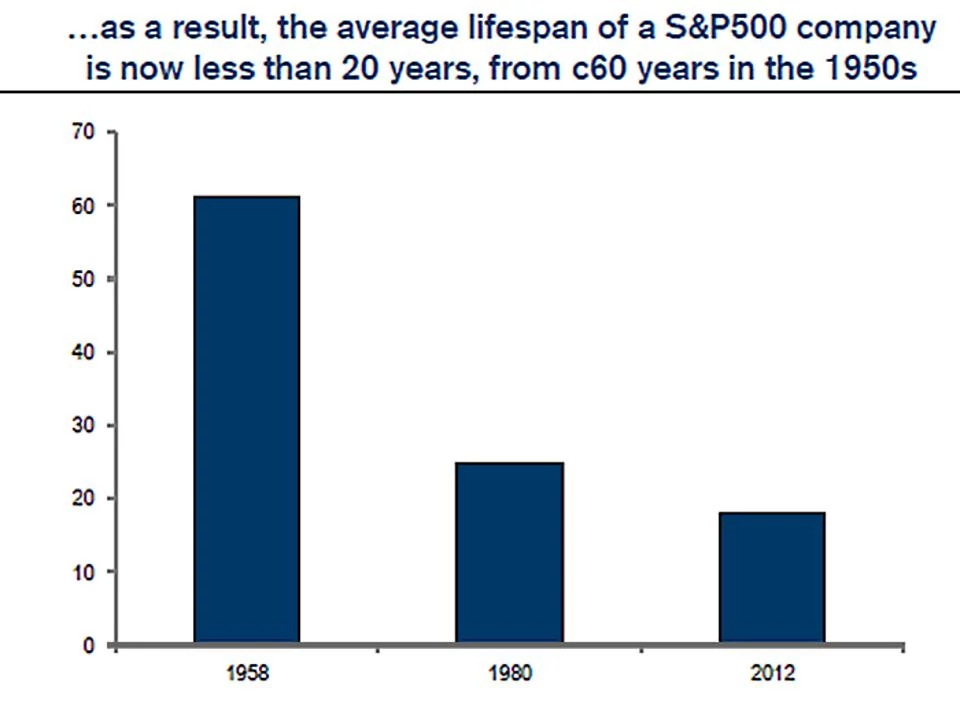 ...as a result, the average lifespan of a S&P500 company
is now less than 20 years, from c60 years in the 1950s
70
60
50
40
30
20
10
0
1958 1980 2012